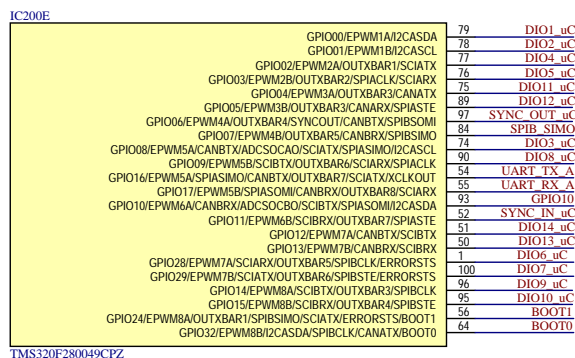 IC200E
GPIO00/EPWM1A/I2CASDA 79 DIO1_uC
GPIO01/EPWM1B/I2CASCL 78 DIO2_uC
GPIO02/EPWM2A/OUTXBAR1/SCIATX 77 DIO4_uC
GPIO03/EPWM2B/OUTXBAR2/SPIACLK/SCIARX 76 DIO5_uC
GPIO04/EPWM3A/OUTXBAR3/CANATX 75 DIO11_uC
GPIO05/EPWM3B/OUTXBAR3/CANARX/SPIASTE 89 DIO12_uC
GPIO06/EPWM4A/OUTXBAR4/SYNCOUT/CANBTX/SPIBSOMI 97 SYNC_OUT_uC
GPIO07/EPWM4B/OUTXBAR5/CANBRX/SPIBSIMO 84 SPIB_SIMO
GPIO08/EPWM5A/CANBTX/ADCSOCAO/SCIATX/SPIASIMO/I2CASCL 74 DIO3_uC
GPIO09/EPWM5B/SCIBTX/OUTXBAR6/SCIARX/SPIACLK 90 DIO8_uC
GPIO16/EPWM5A/SPIASIMO/CANBTX/OUTXBAR7/SCIATX/XCLKOUT 54 UART_TX_A
GPIO17/EPWM5B/SPIASOMI/CANBRX/OUTXBAR8/SCIARX 55 UART_RX_A
GPIO10/EPWM6A/CANBRX/ADCSOCBO/SCIBTX/SPIASOMI/I2CASDA 93 GPIO10
GPIO11/EPWM6B/SCIBRX/OUTXBAR7/SPIASTE 52 SYNC_IN_uC
GPIO12/EPWM7A/CANBTX/SCIBTX 51 DIO14_uC
GPIO13/EPWM7B/CANBRX/SCIBRX 50 DIO13_uC
GPIO28/EPWM7A/SCIARX/OUTXBAR5/SPIBCLK/ERRORSTS 1 DIO6_uC
GPIO29/EPWM7B/SCIATX/OUTXBAR6/SPIBSTE/ERRORSTS 100 DIO7_uC
GPIO14/EPWM8A/SCIBTX/OUTXBAR3/SPIBCLK 96 DIO9_uC
GPIO15/EPWM8B/SCIBRX/OUTXBAR4/SPIBSTE 95 DIO10_uC
GPIO24/EPWM8A/OUTXBAR1/SPIBSIMO/SCIATX/ERRORSTS/BOOT1 56 BOOT1
GPIO32/EPWM8B/I2CASDA/SPIBCLK/CANATX/BOOT0 64 BOOT0
TMS320F280049CPZ